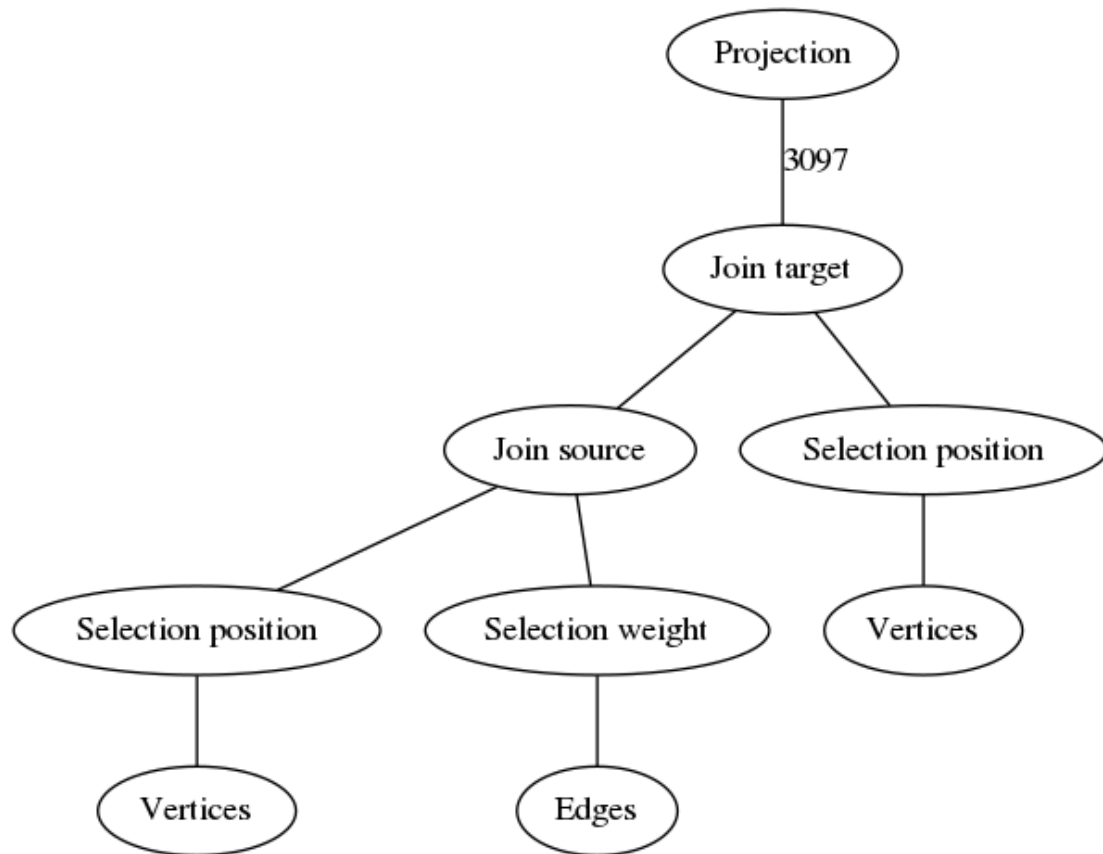 Projection
3097
Join target
Join source
Selection position
Selection position
Selection weight
Vertices
Vertices
Edges